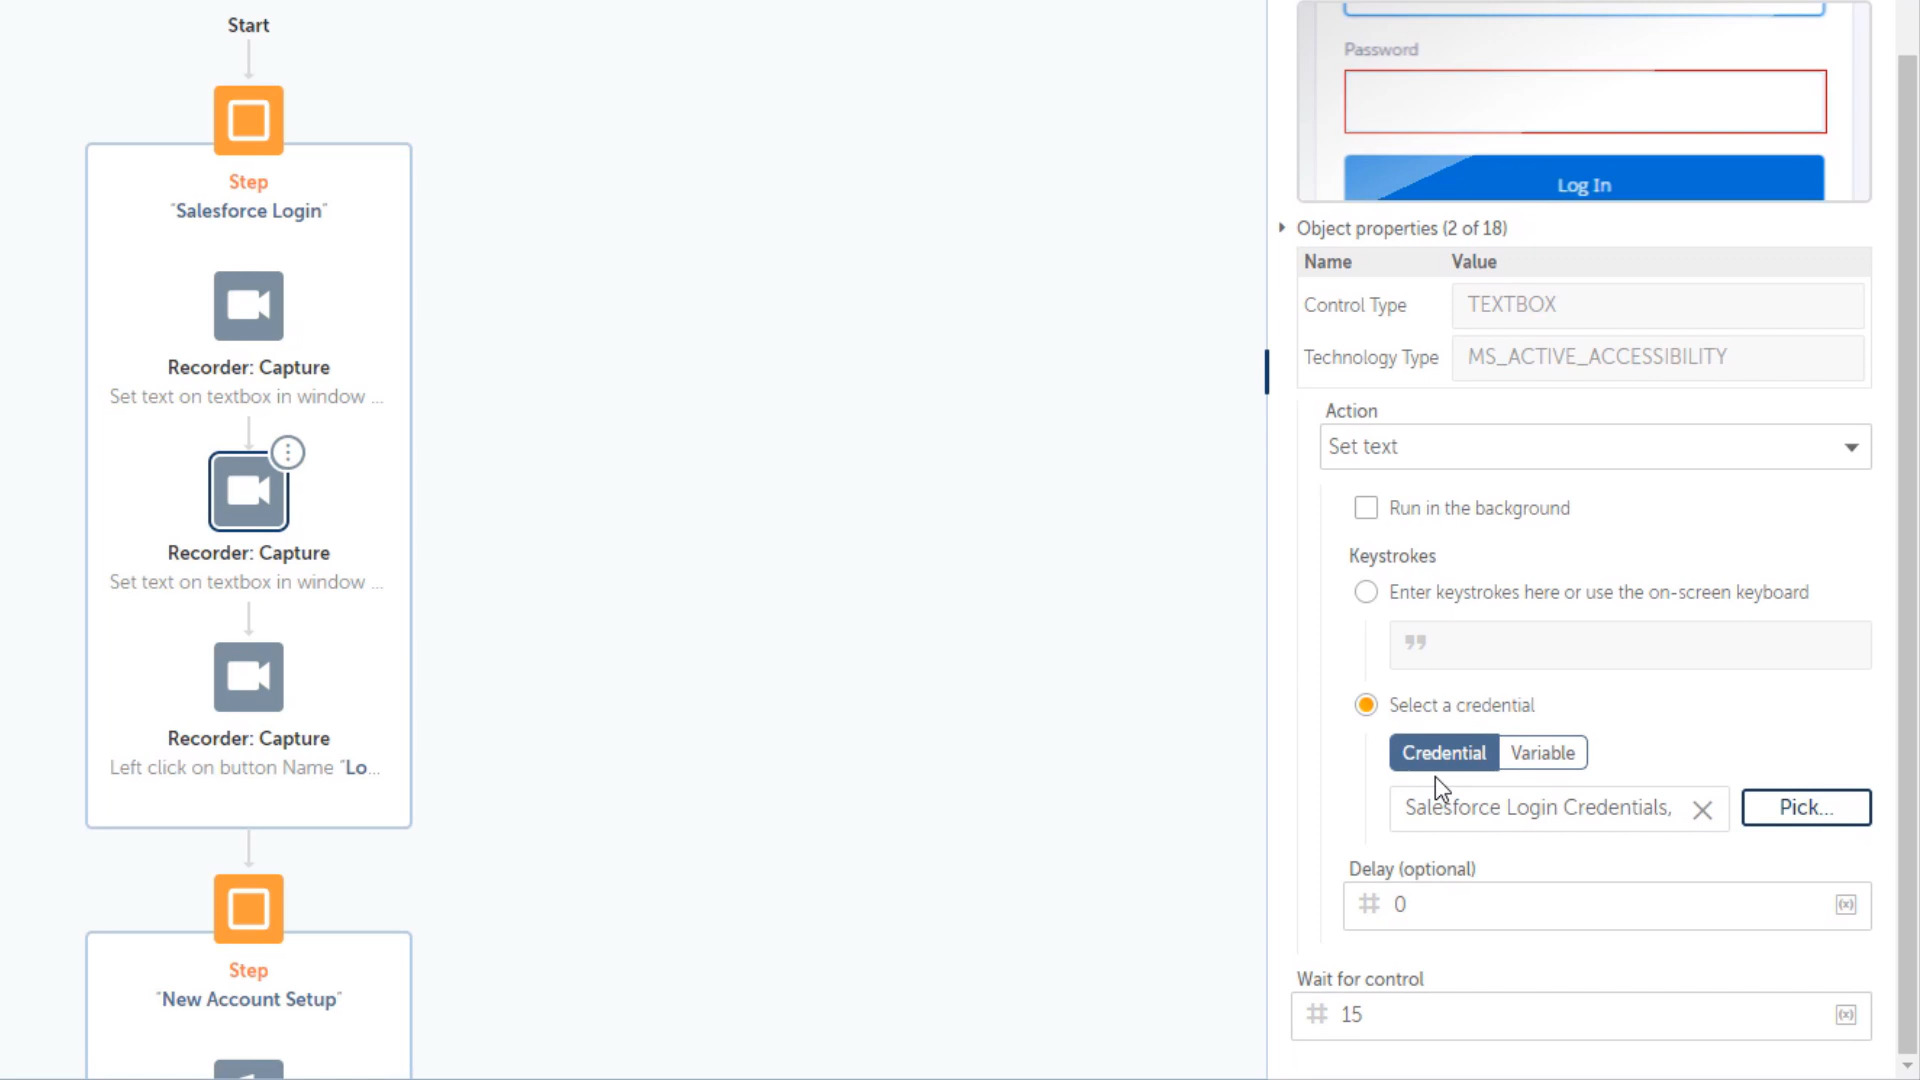 Start
Step
"Salesforce Login"
Recorder: Capture
Set text on textbox in window ...
Recorder: Capture
Set text on textbox in window ...
Recorder: Capture
Left click on button Name "Lo...
Step
"New Account Setup"
Password
Log In
Object properties (2 of 18)
Name Value
Control Type TEXTBOX
Technology Type MS_ACTIVE_ACCESSIBILITY
Action
Set text
Run in the background
Keystrokes
Enter keystrokes here or use the on-screen keyboard
Select a credential
Credential Variable
Salesforce Login Credentials, Pick...
Delay (optional)
# 0 (x)
Wait for control
# 15 (x)